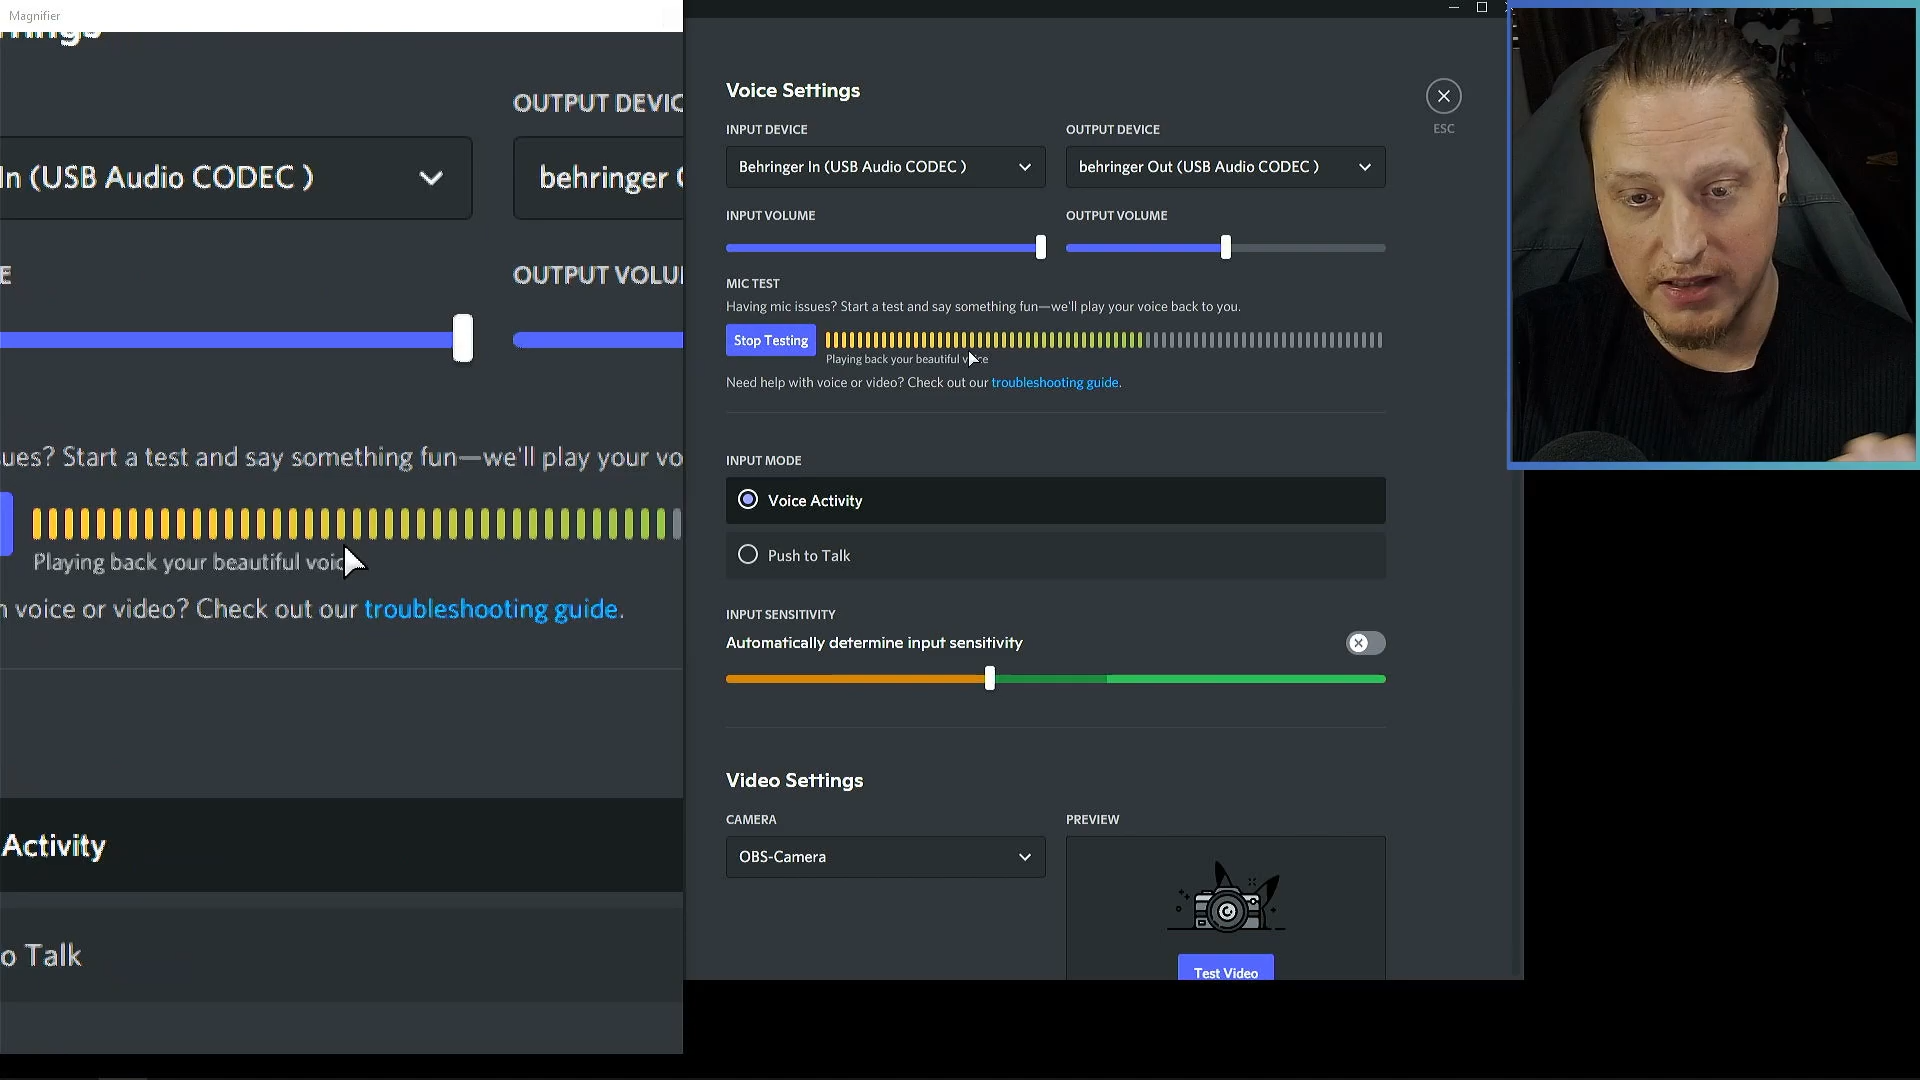 Magnifier
OUTPUT DEVIC
In (USB Audio CODEC )
behringer
E
OUTPUT VOLU
ues? Start a test and say something fun—we'll play your vo
Playing back your beautiful voic
voice or video? Check out our troubleshooting guide.
Activity
o Talk
Voice Settings
ESC
INPUT DEVICE
OUTPUT DEVICE
Behringer In (USB Audio CODEC )
behringer Out (USB Audio CODEC )
INPUT VOLUME
OUTPUT VOLUME
MIC TEST
Having mic issues? Start a test and say something fun—we'll play your voice back to you.
Stop Testing
Playing back your beautiful voice
Need help with voice or video? Check out our troubleshooting guide.
INPUT MODE
Voice Activity
Push to Talk
INPUT SENSITIVITY
Automatically determine input sensitivity
Video Settings
CAMERA
PREVIEW
OBS-Camera
Test Video